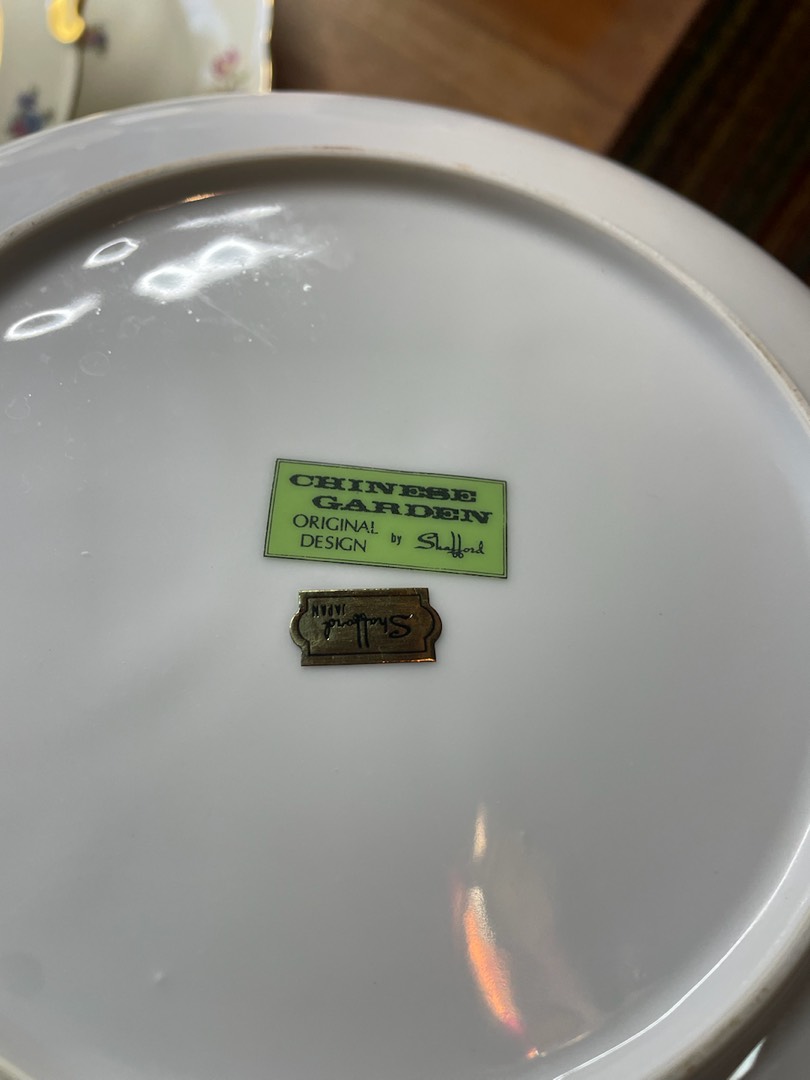 CHINESE
GARDEN
ORIGINAL
DESIGN by Shafford
Shafford
JAPAN